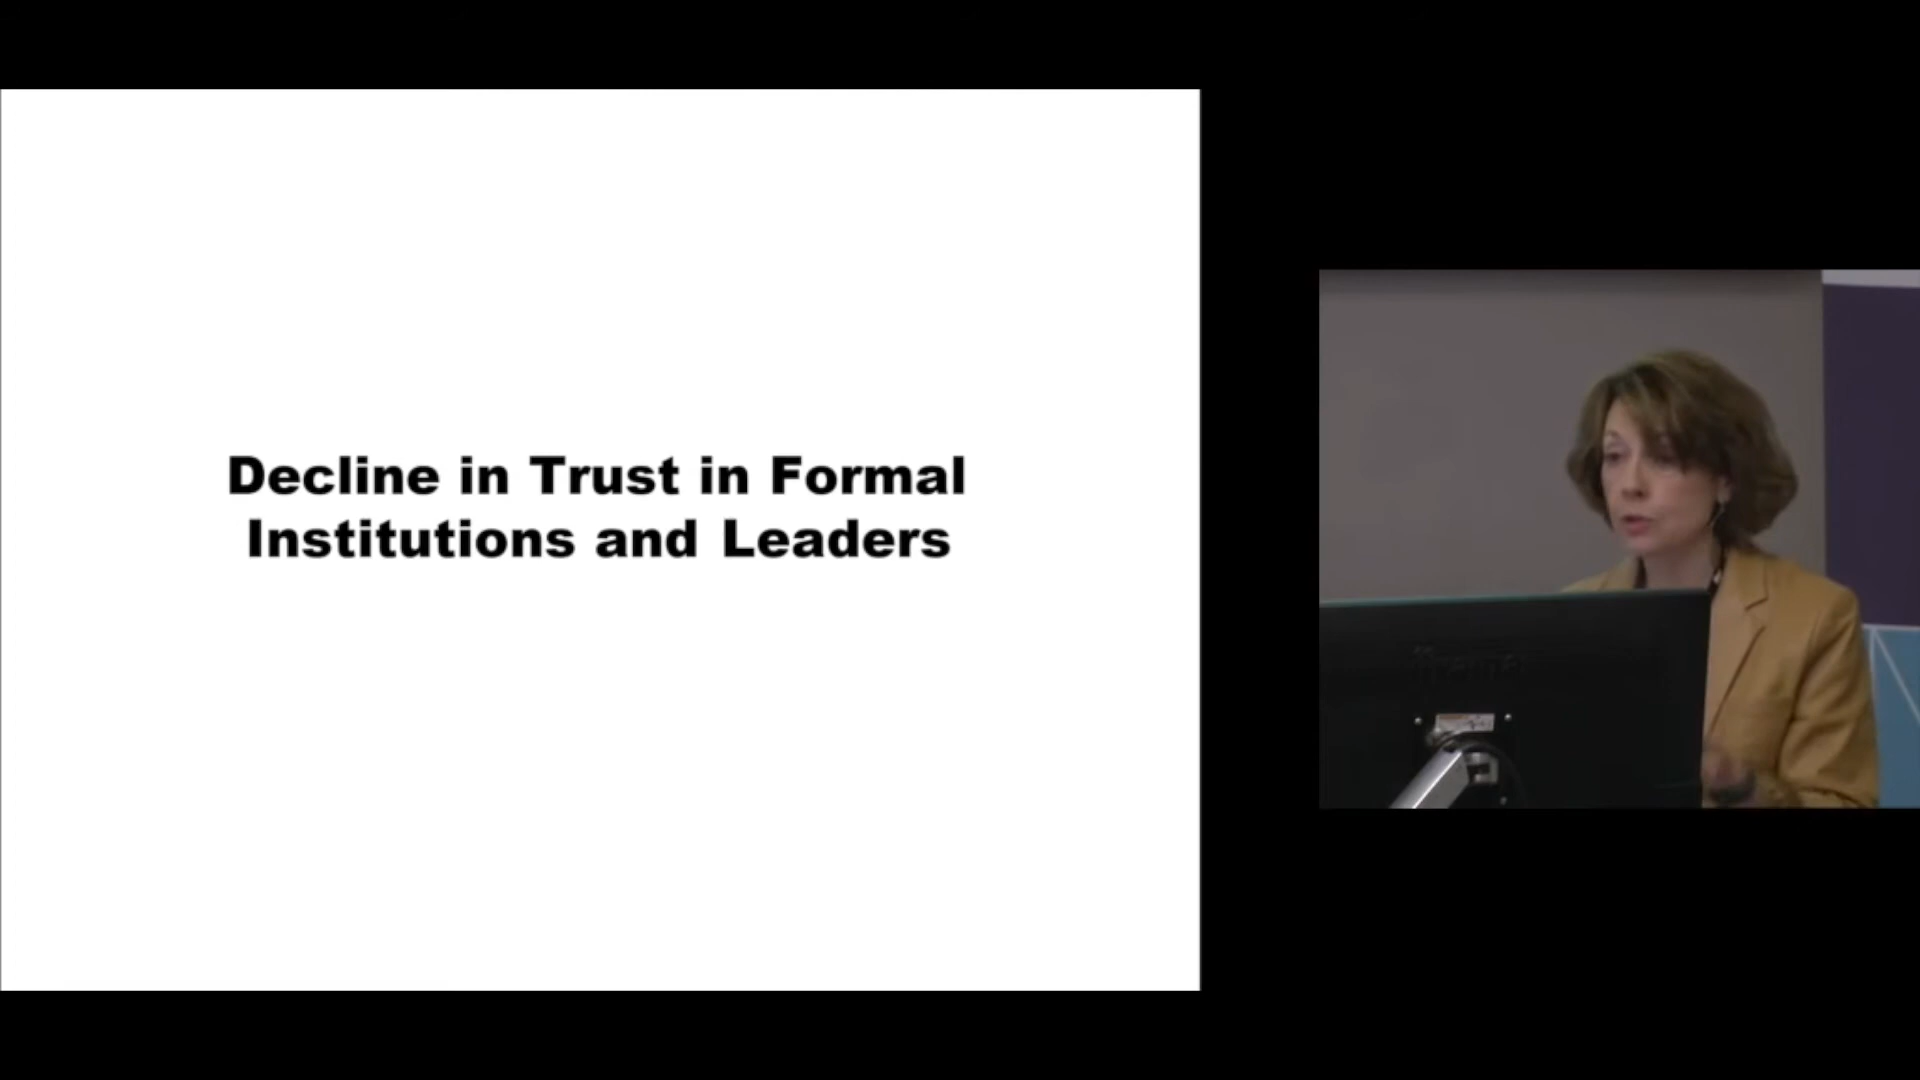 Decline in Trust in Formal
Institutions and Leaders